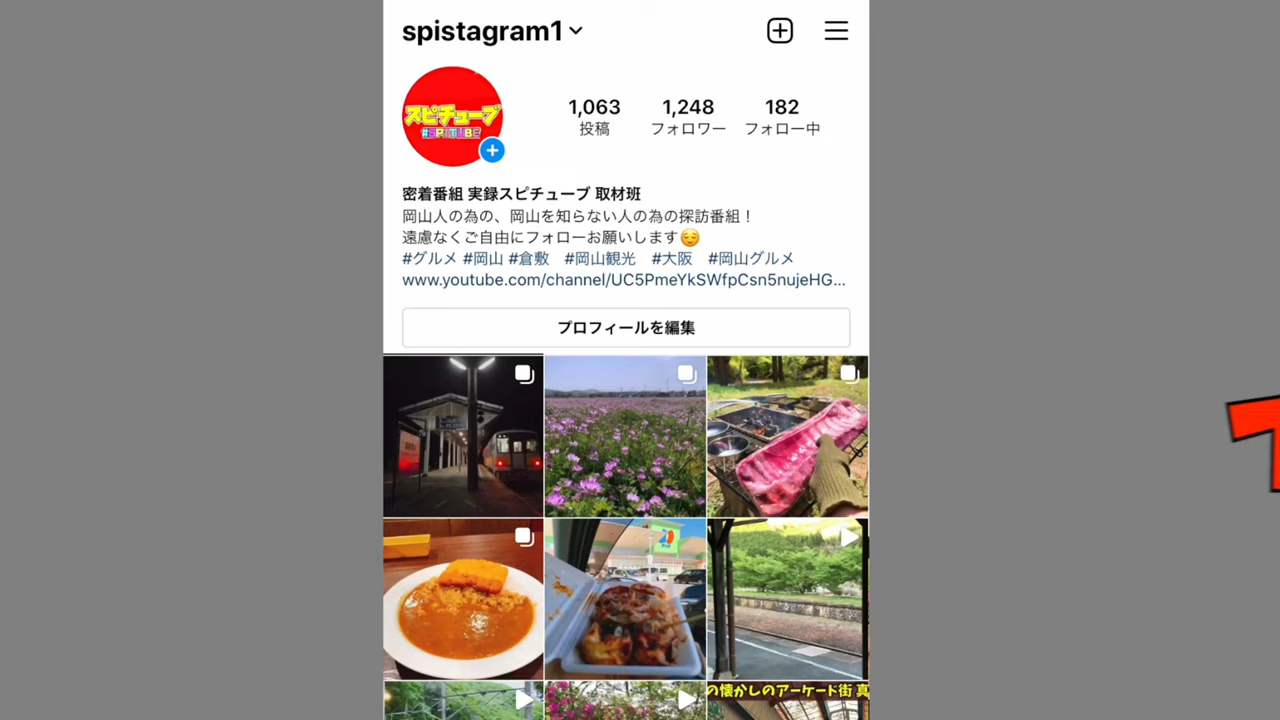 spistagram1
スピチューブ
#SPITUBE
1,063
投稿
1,248
フォロワー
182
フォロー中
密着番組 実録スピチューブ 取材班
岡山人の為の、岡山を知らない人の為の探訪番組！
遠慮なくご自由にフォローお願いします😌
#グルメ #岡山 #倉敷　#岡山観光　#大阪　#岡山グルメ
www.youtube.com/channel/UC5PmeYkSWfpCsn5nujeHG...
プロフィールを編集
の懐かしのアーケード街 真